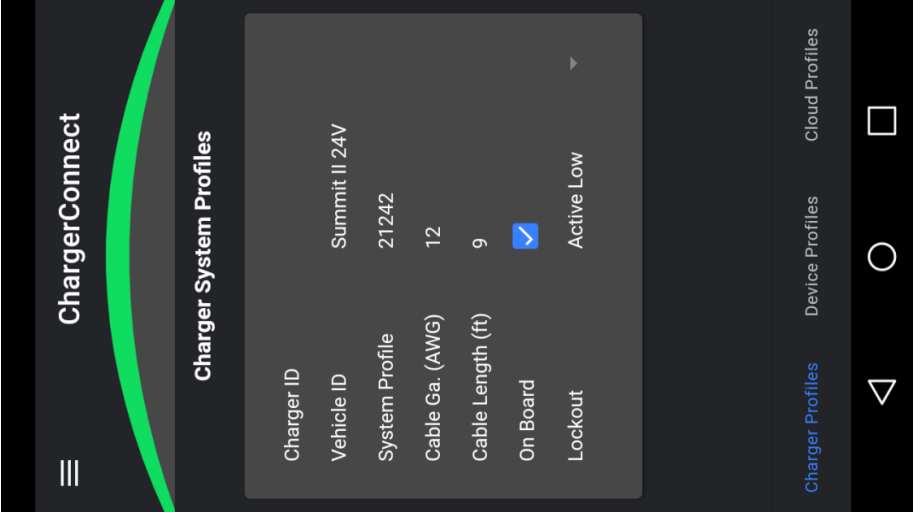 ChargerConnect
Charger System Profiles
Charger ID
Vehicle ID Summit II 24V
System Profile 21242
Cable Ga. (AWG) 12
Cable Length (ft) 9
On Board
Lockout Active Low
Charger Profiles Device Profiles Cloud Profiles